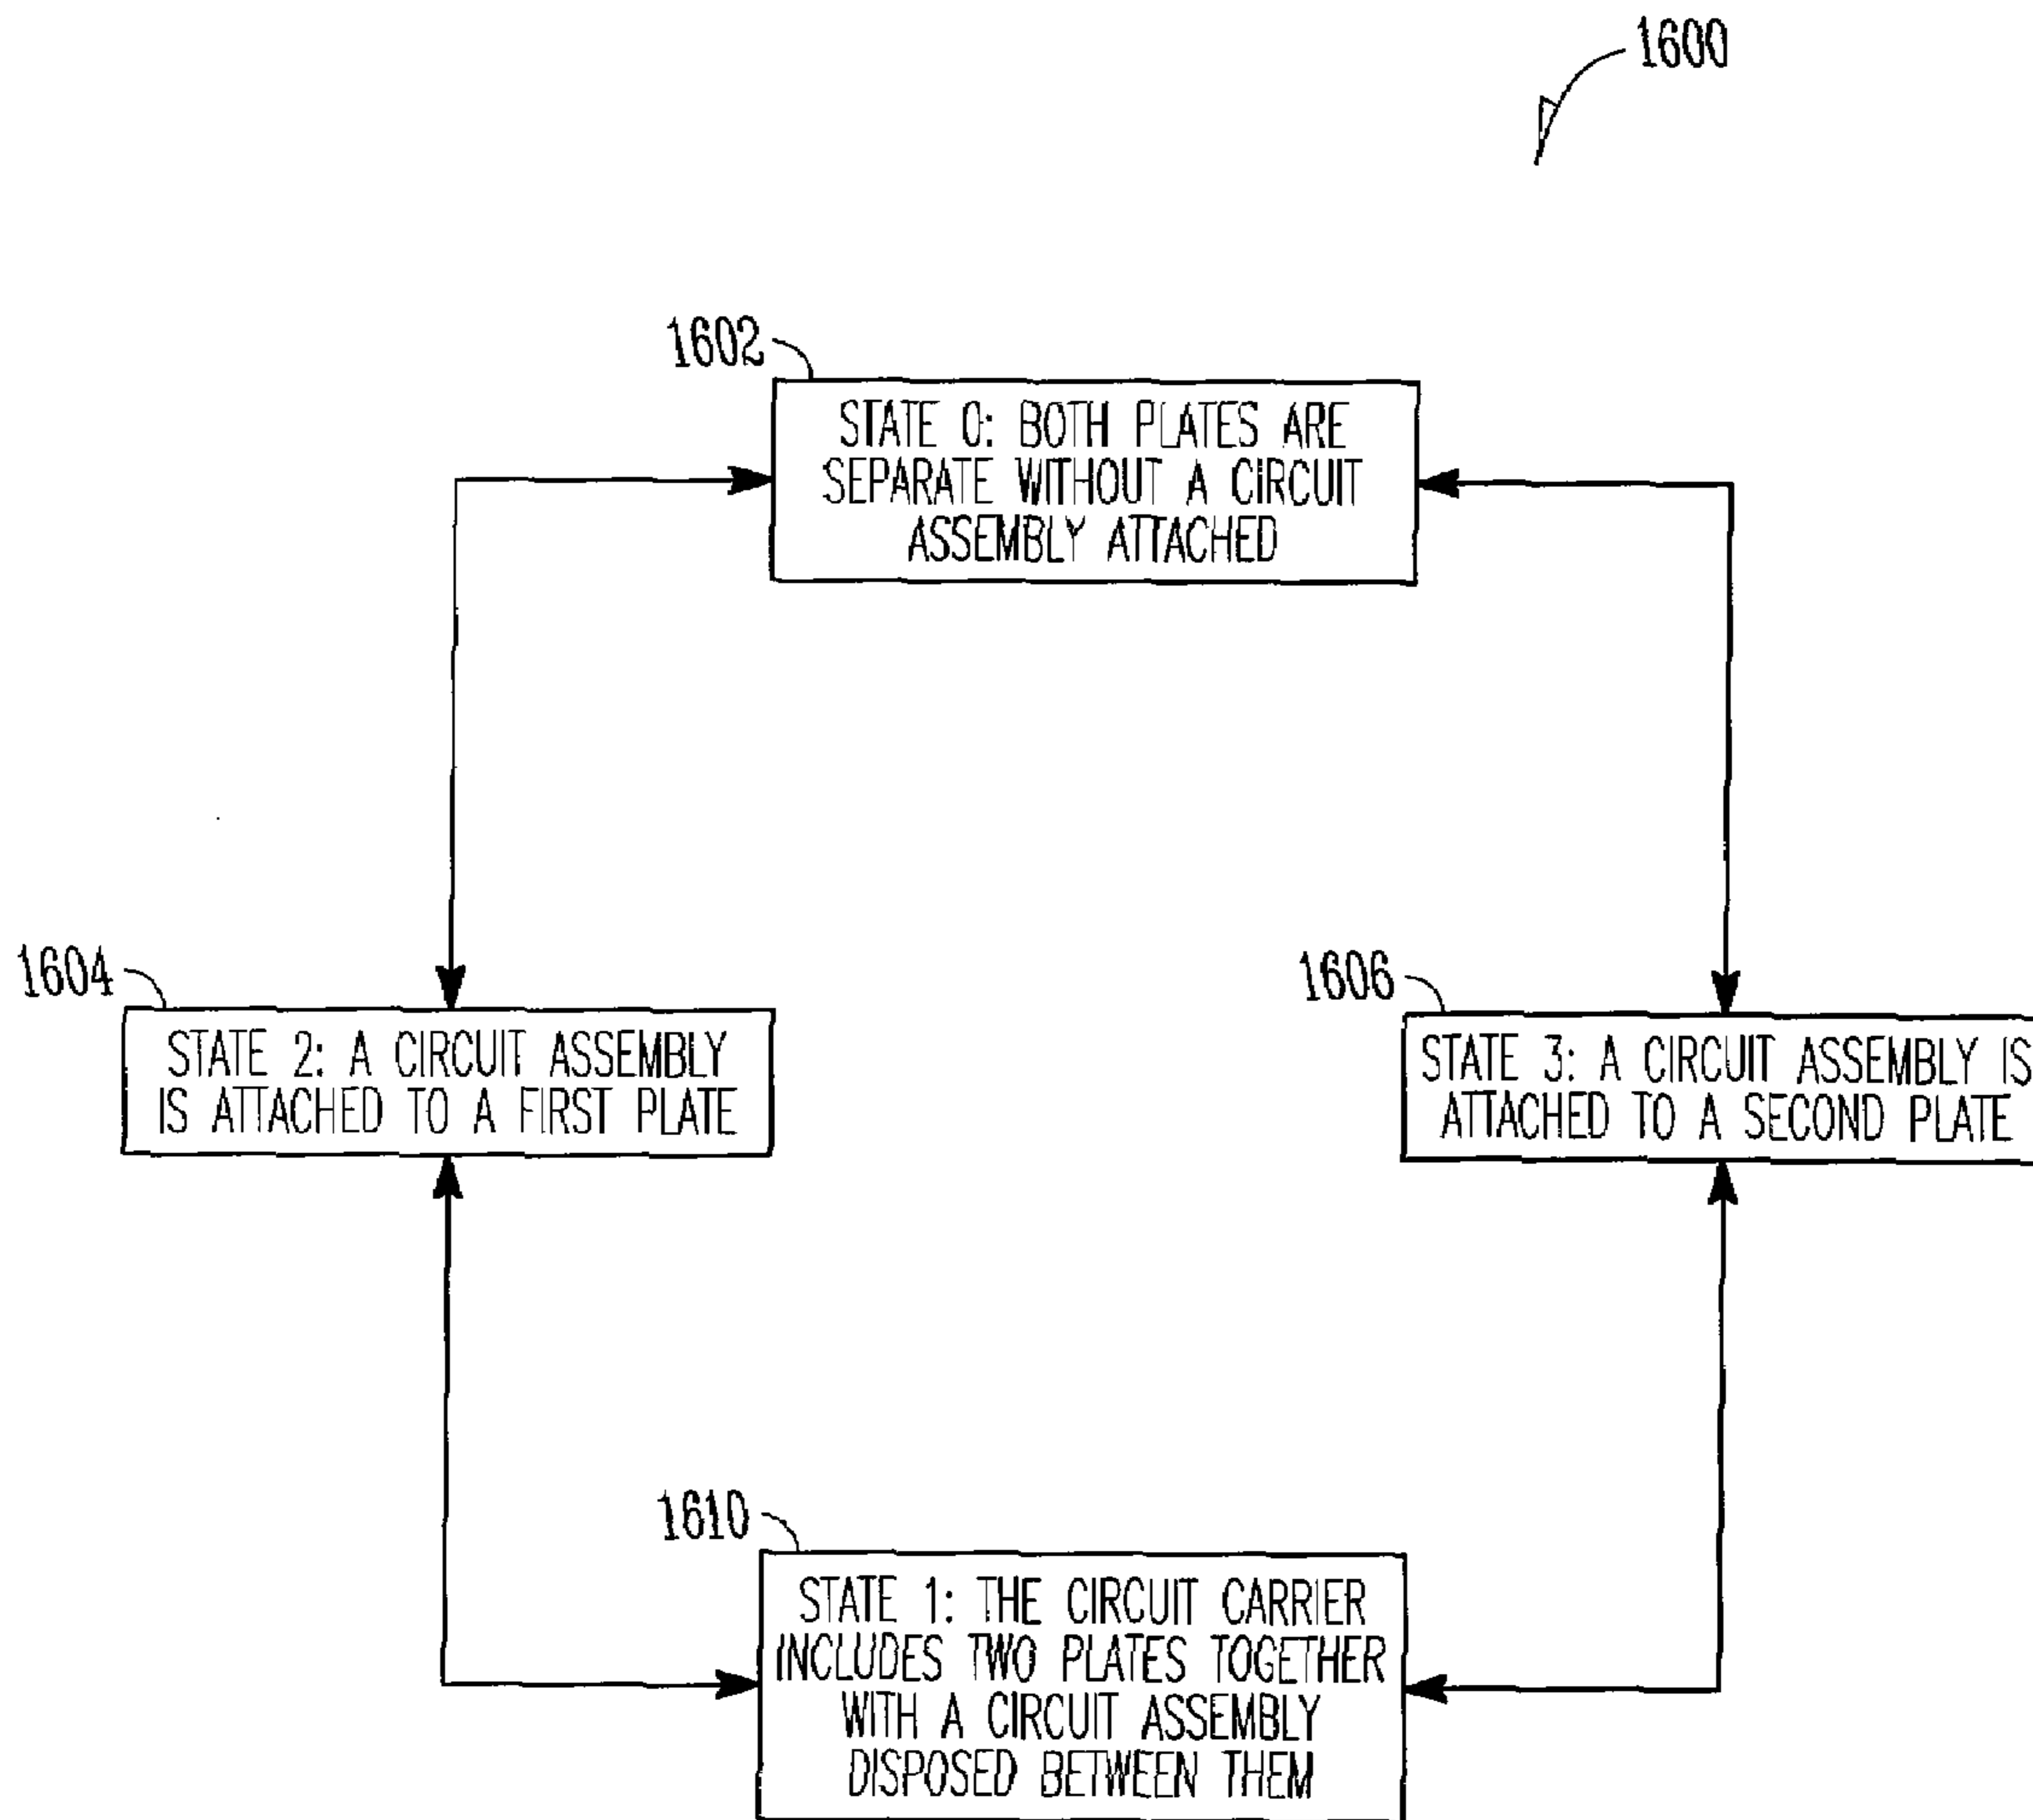 1600
1602
STATE 0: BOTH PLATES ARE
SEPARATE WITHOUT A CIRCUIT
ASSEMBLY ATTACHED
1604
STATE 2: A CIRCUIT ASSEMBLY
IS ATTACHED TO A FIRST PLATE
1606
STATE 3: A CIRCUIT ASSEMBLY IS
ATTACHED TO A SECOND PLATE
1610
STATE 1: THE CIRCUIT CARRIER
INCLUDES TWO PLATES TOGETHER
WITH A CIRCUIT ASSEMBLY
DISPOSED BETWEEN THEM